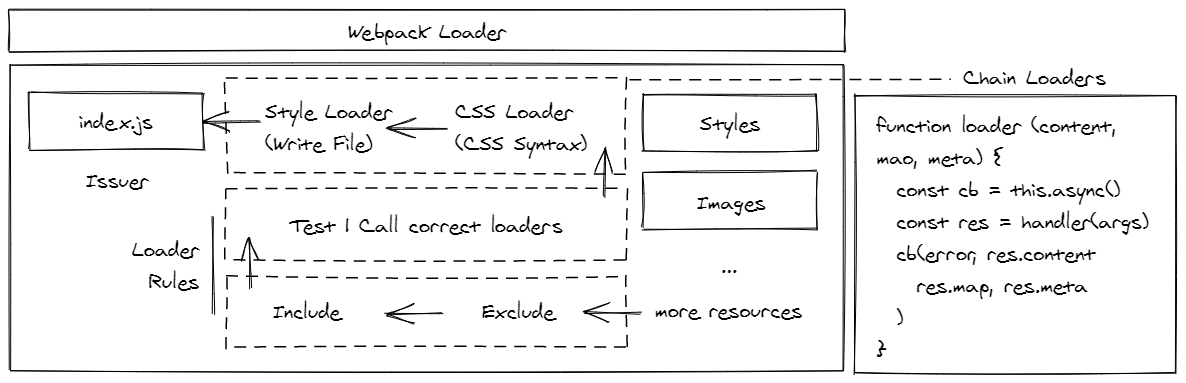 Webpack Loader
Chain Loaders
index.js
Style Loader
(Write File)
CSS Loader
(CSS Syntax)
Styles
Issuer
Images
Test | Call correct loaders
Loader
Rules
...
Include
Exclude
more resources
function loader (content,
mao, meta) {
const cb = this.async()
const res = handler(args)
cb(error, res.content
res.map, res.meta
)
}